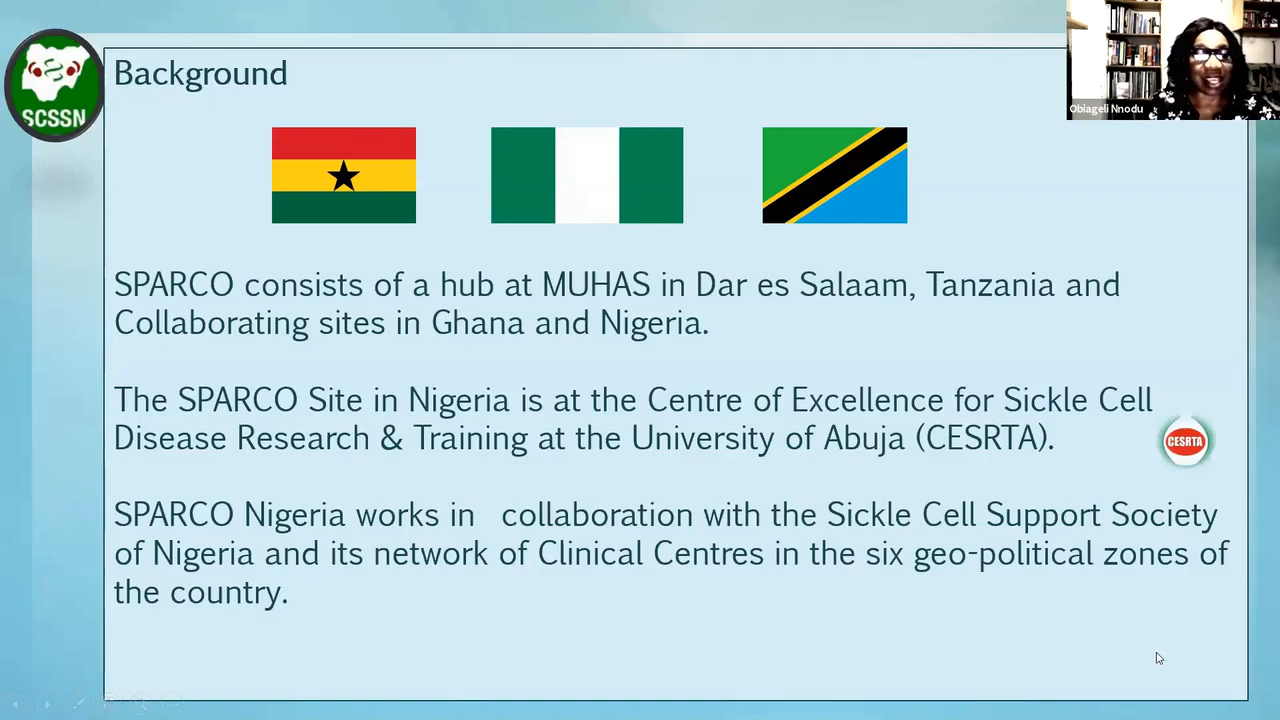 SCSSN
Background
Obiageli Nnodu
SPARCO consists of a hub at MUHAS in Dar es Salaam, Tanzania and
Collaborating sites in Ghana and Nigeria.
The SPARCO Site in Nigeria is at the Centre of Excellence for Sickle Cell
Disease Research & Training at the University of Abuja (CESRTA).
CESRTA
SPARCO Nigeria works in collaboration with the Sickle Cell Support Society
of Nigeria and its network of Clinical Centres in the six geo-political zones of
the country.